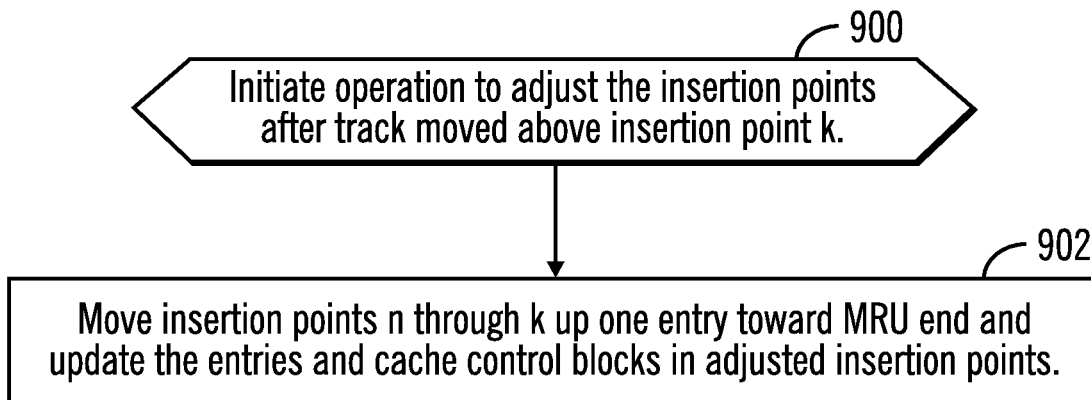 900
Initiate operation to adjust the insertion points
after track moved above insertion point k.
902
Move insertion points n through k up one entry toward MRU end and
update the entries and cache control blocks in adjusted insertion points.